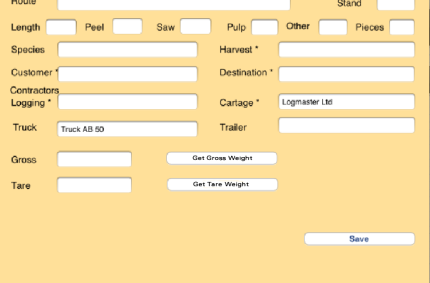 Route Stand
Length Peel Saw Pulp Other Pieces
Species Harvest *
Customer * Destination *
Contractors
Logging * Cartage * Logmaster Ltd
Truck Truck AB 50 Trailer
Gross Get Gross Weight
Tare Get Tare Weight
Save